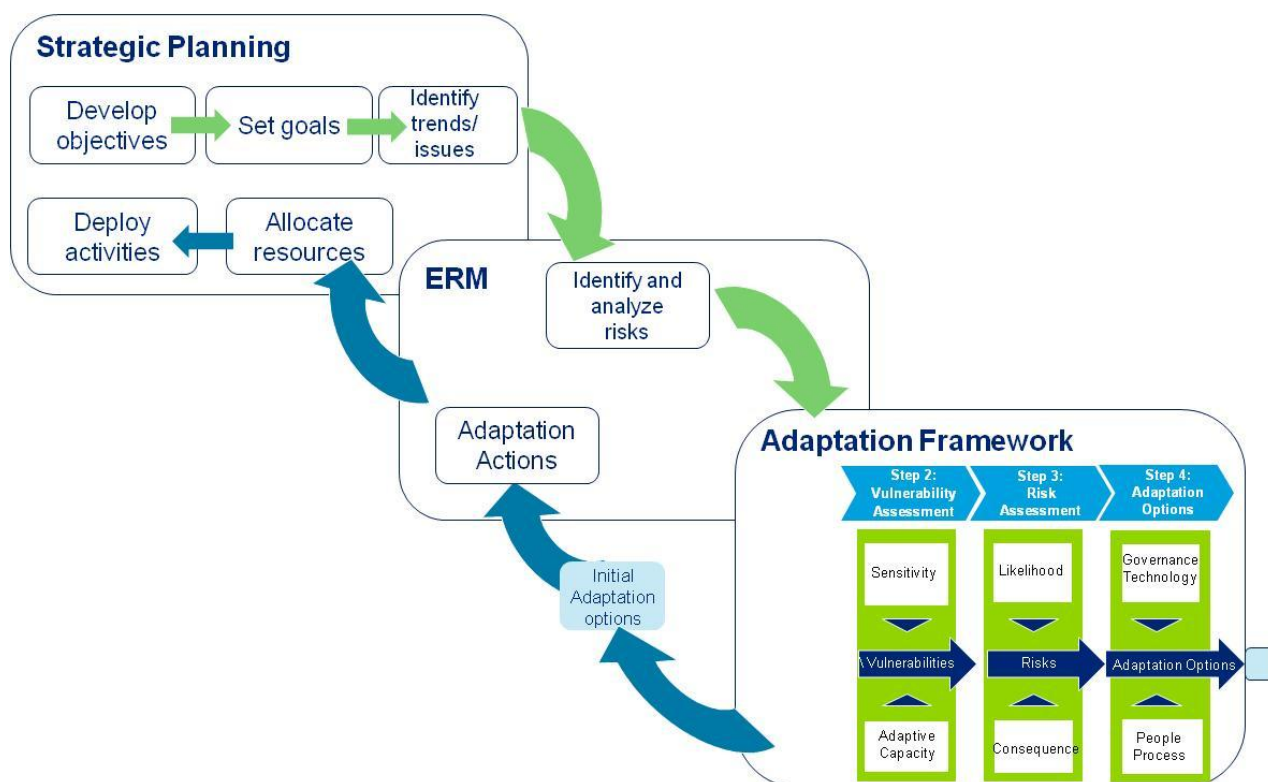 Strategic Planning
Develop
objectives
Set goals
Identify
trends/
issues
Deploy
activities
Allocate
resources
ERM
Identify and
analyze
risks
Adaptation
Actions
Initial
Adaptation
options
Adaptation Framework
Step 2:
Vulnerability
Assessment
Step 3:
Risk
Assessment
Step 4:
Adaptation
Options
Sensitivity
Likelihood
Governance
Technology
\Vulnerabilities
Risks
Adaptation Options
Adaptive
Capacity
Consequence
People
Process